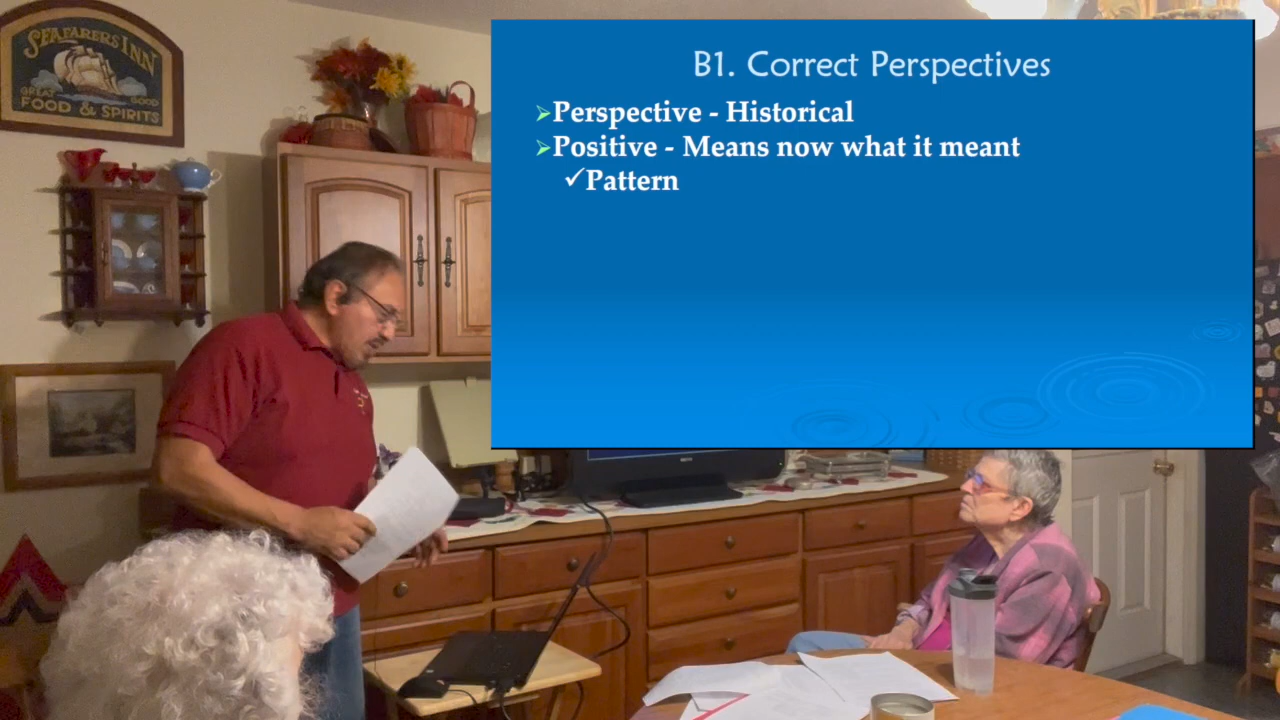 SEAFARERS INN
GREAT GOOD
FOOD & SPIRITS
B1. Correct Perspectives
➢Perspective - Historical
➢Positive - Means now what it meant
✓Pattern